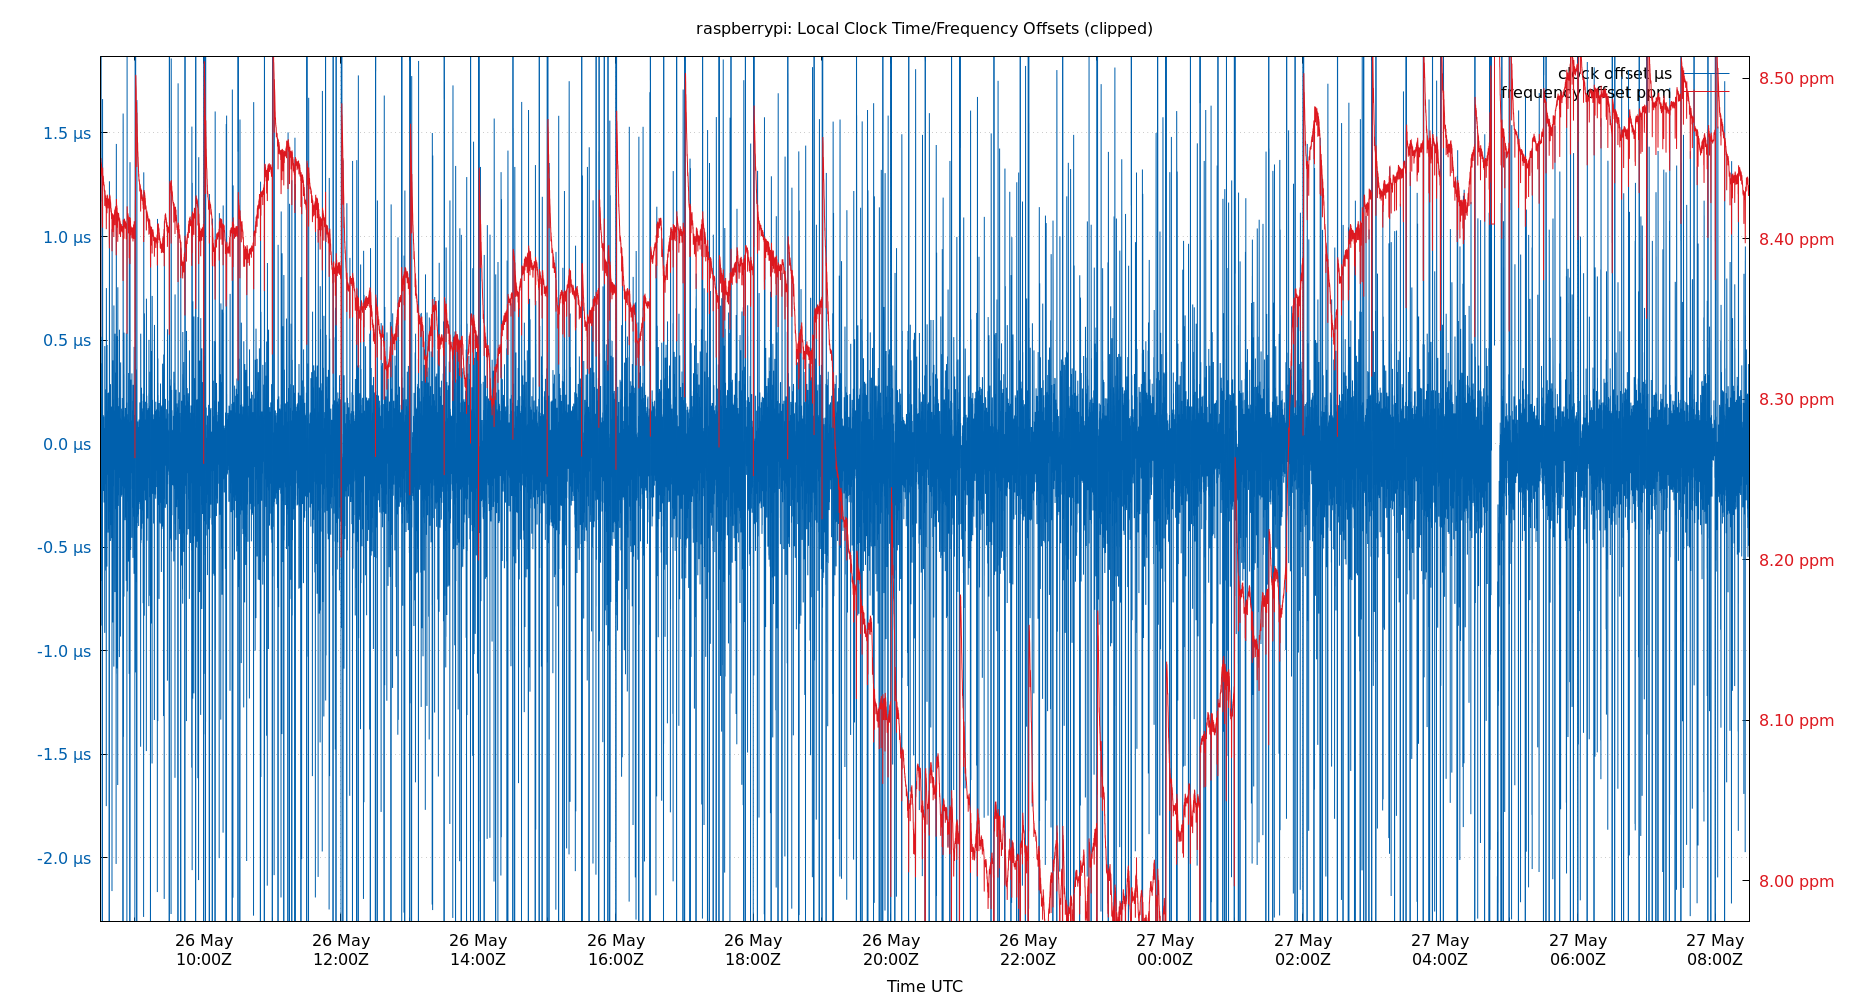 raspberrypi: Local Clock Time/Frequency Offsets (clipped)
clock offset μs
frequency offset ppm
1.5 μs
1.0 μs
0.5 μs
0.0 μs
-0.5 μs
-1.0 μs
-1.5 μs
-2.0 μs
8.50 ppm
8.40 ppm
8.30 ppm
8.20 ppm
8.10 ppm
8.00 ppm
26 May
10:00Z
26 May
12:00Z
26 May
14:00Z
26 May
16:00Z
26 May
18:00Z
26 May
20:00Z
26 May
22:00Z
27 May
00:00Z
27 May
02:00Z
27 May
04:00Z
27 May
06:00Z
27 May
08:00Z
Time UTC